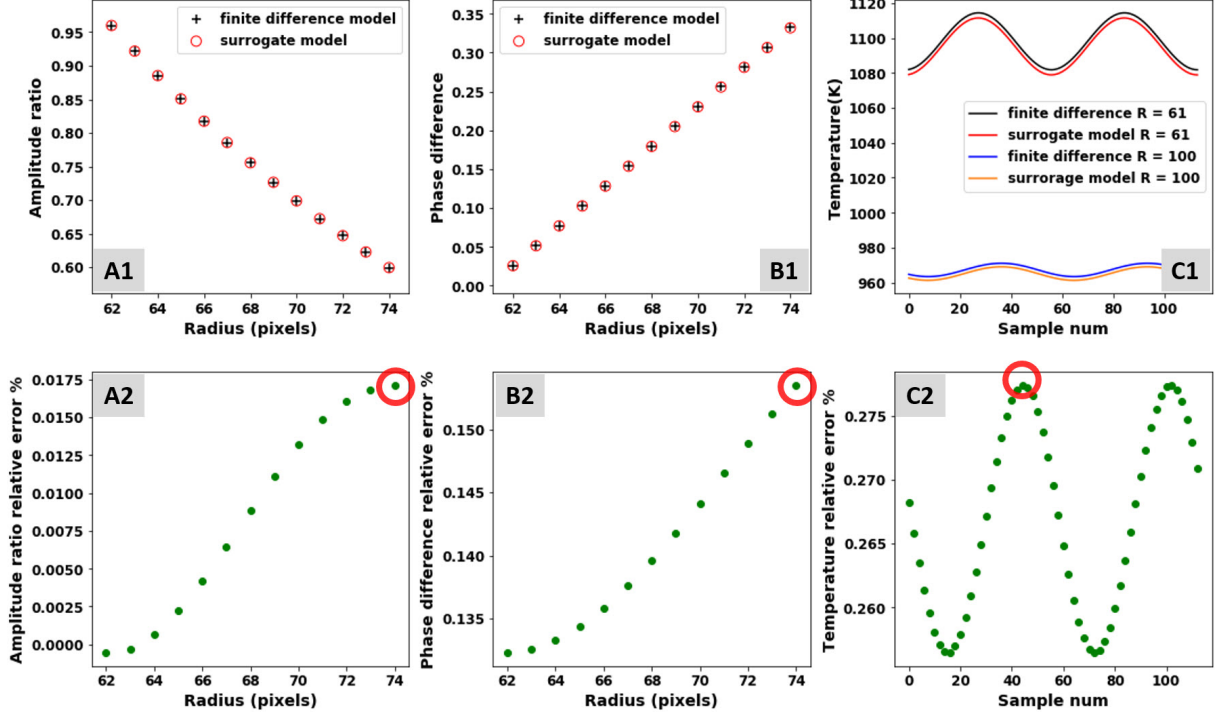 Amplitude ratio
0.95
0.90
0.85
0.80
0.75
0.70
0.65
0.60
finite difference model
surrogate model
A1
62 64 66 68 70 72 74
Radius (pixels)
Phase difference
0.35
0.30
0.25
0.20
0.15
0.10
0.05
0.00
finite difference model
surrogate model
B1
62 64 66 68 70 72 74
Radius (pixels)
Temperature(K)
1120
1100
1080
1060
1040
1020
1000
980
960
finite difference R = 61
surrogate model R = 61
finite difference R = 100
surrorage model R = 100
C1
0 20 40 60 80 100
Sample num
Amplitude ratio relative error %
0.0175
0.0150
0.0125
0.0100
0.0075
0.0050
0.0025
0.0000
A2
62 64 66 68 70 72 74
Radius (pixels)
Phase difference relative error %
0.150
0.145
0.140
0.135
B2
62 64 66 68 70 72 74
Radius (pixels)
Temperature relative error %
0.275
0.270
0.265
0.260
C2
0 20 40 60 80 100
Sample num